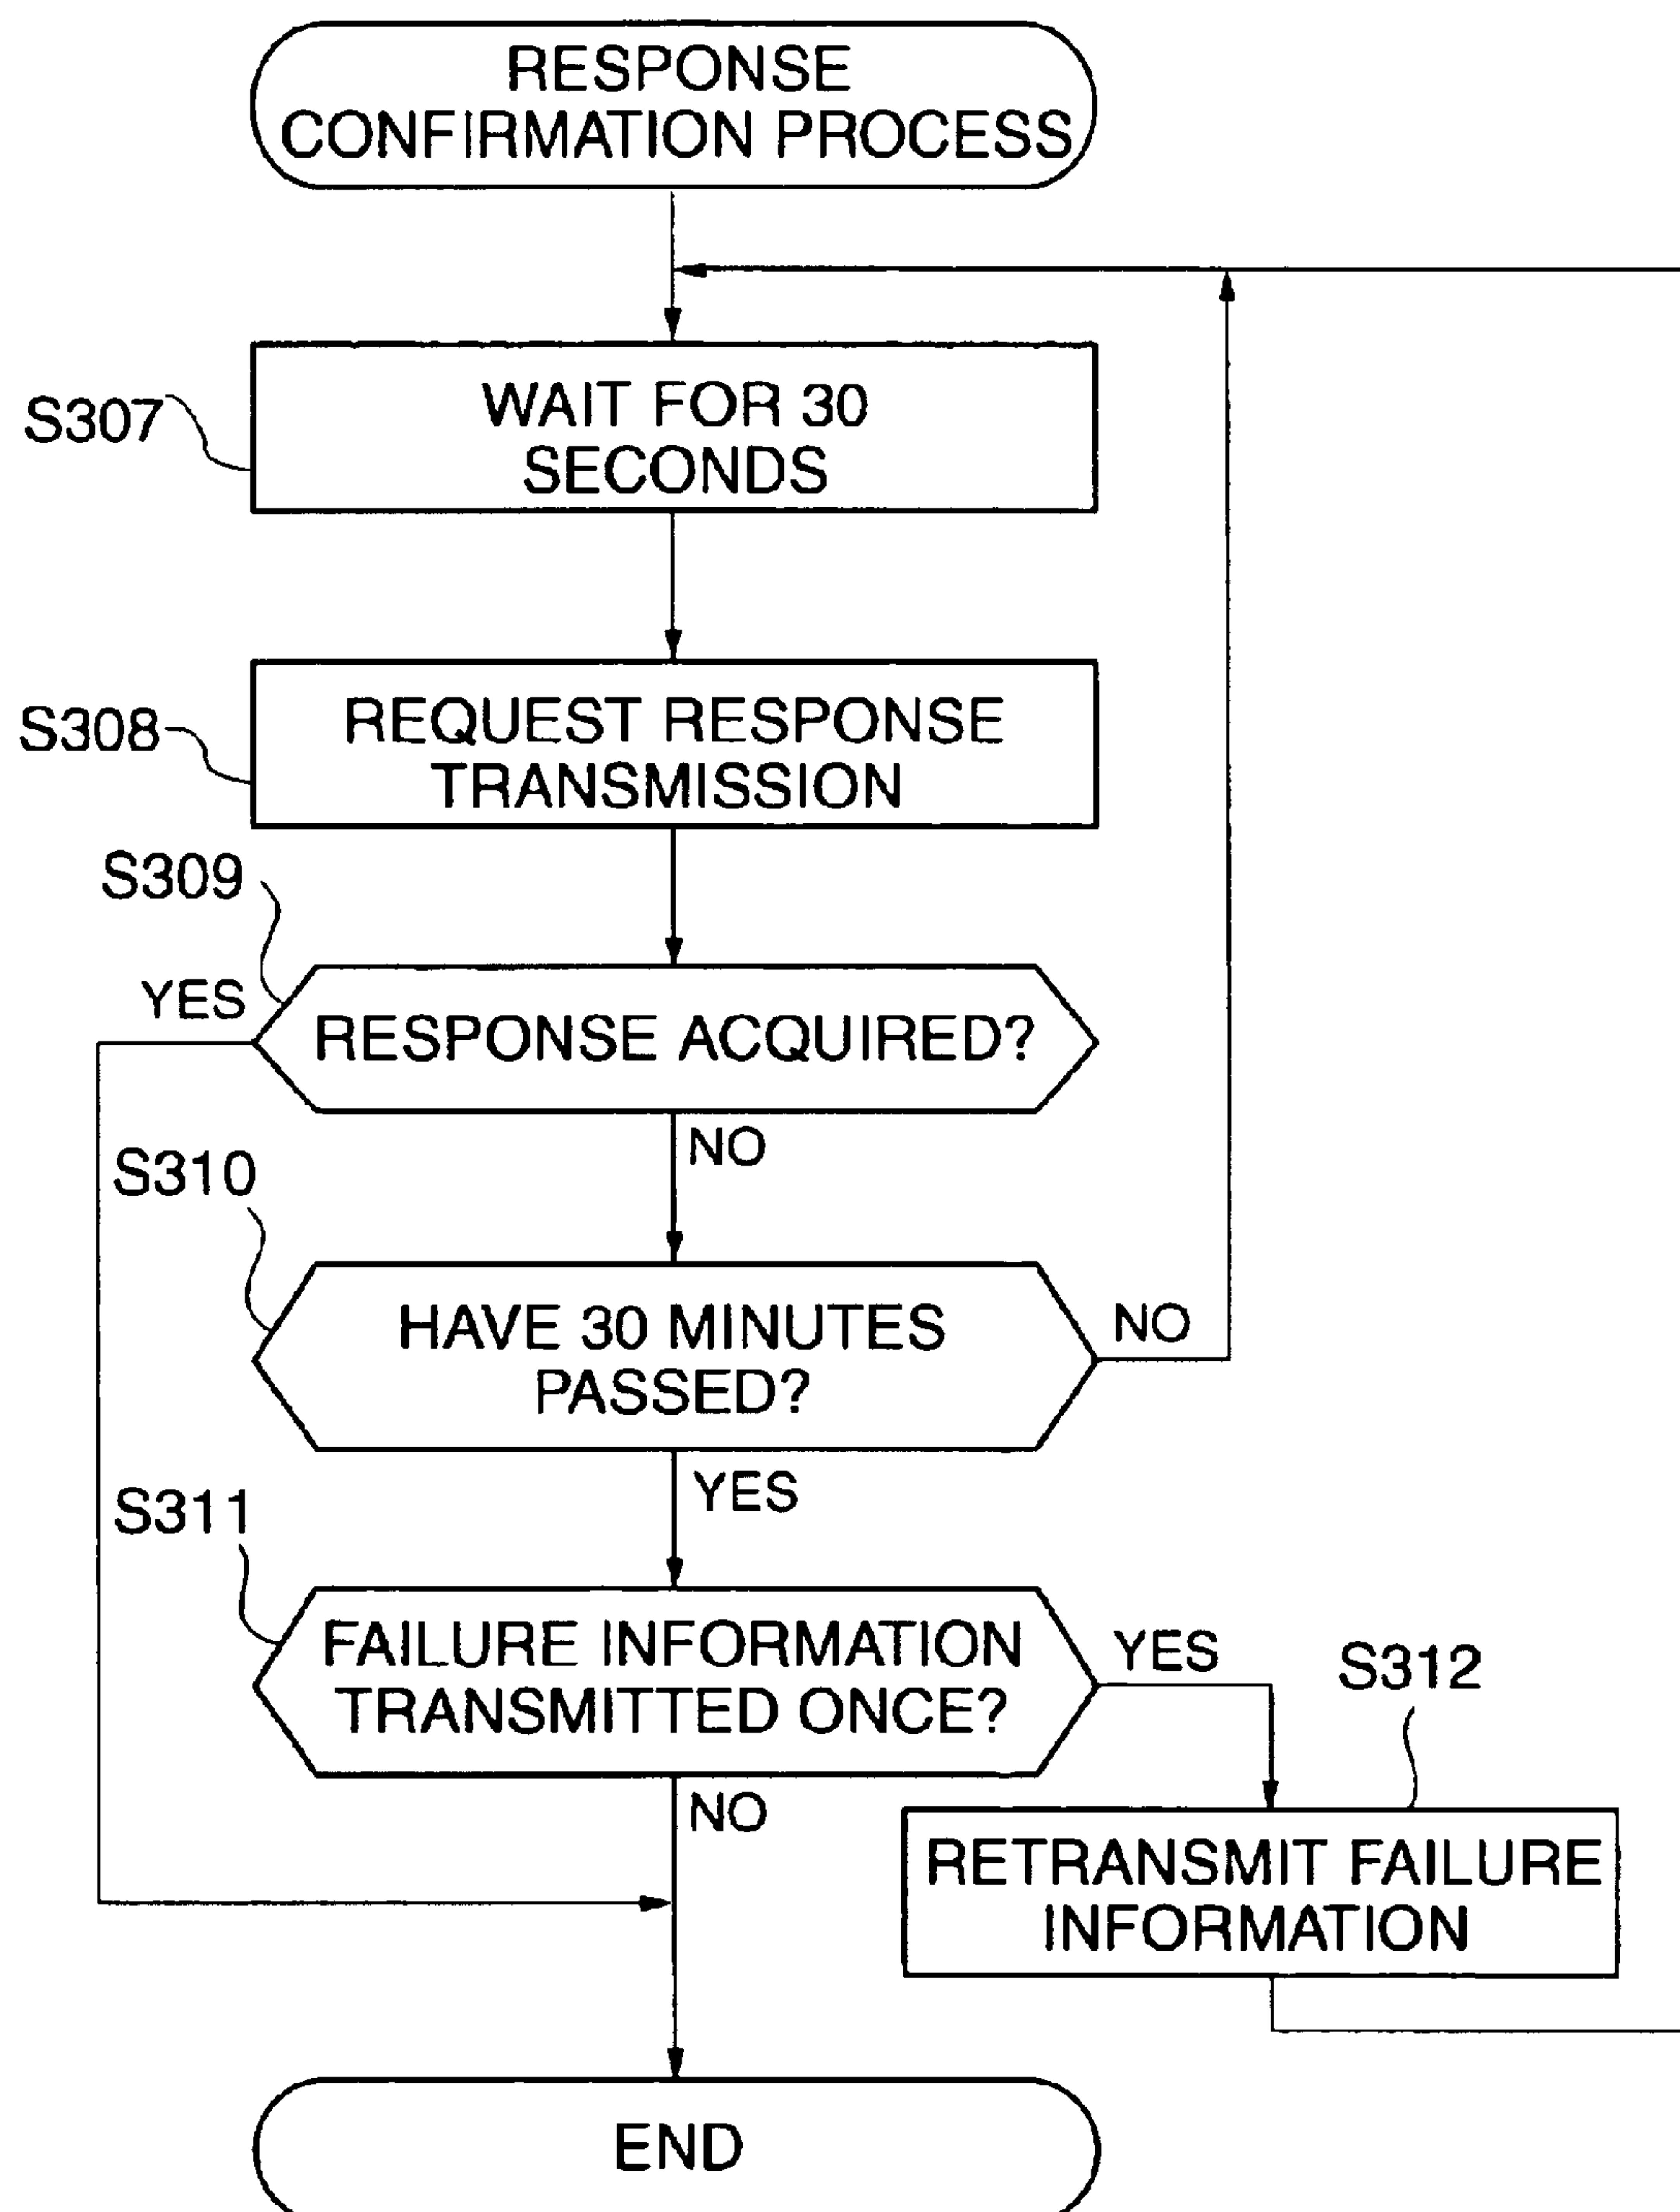 RESPONSE
CONFIRMATION PROCESS
S307
WAIT FOR 30
SECONDS
S308
REQUEST RESPONSE
TRANSMISSION
S309
YES
RESPONSE ACQUIRED?
NO
S310
HAVE 30 MINUTES
PASSED?
NO
YES
S311
FAILURE INFORMATION
TRANSMITTED ONCE?
YES
S312
NO
RETRANSMIT FAILURE
INFORMATION
END